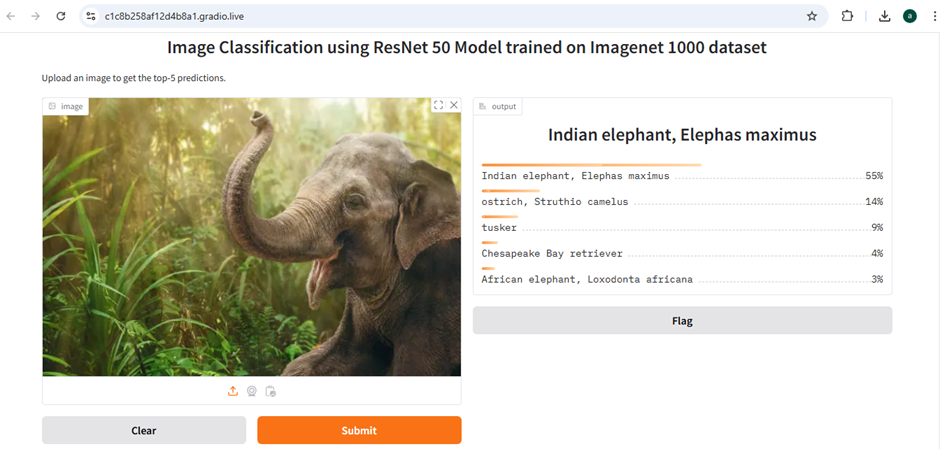 c1c8b258af12d4b8a1.gradio.live
a
Image Classification using ResNet 50 Model trained on Imagenet 1000 dataset
Upload an image to get the top-5 predictions.
image
output
Indian elephant, Elephas maximus
Indian elephant, Elephas maximus 55%
ostrich, Struthio camelus 14%
tusker 9%
Chesapeake Bay retriever 4%
African elephant, Loxodonta africana 3%
Flag
Clear
Submit